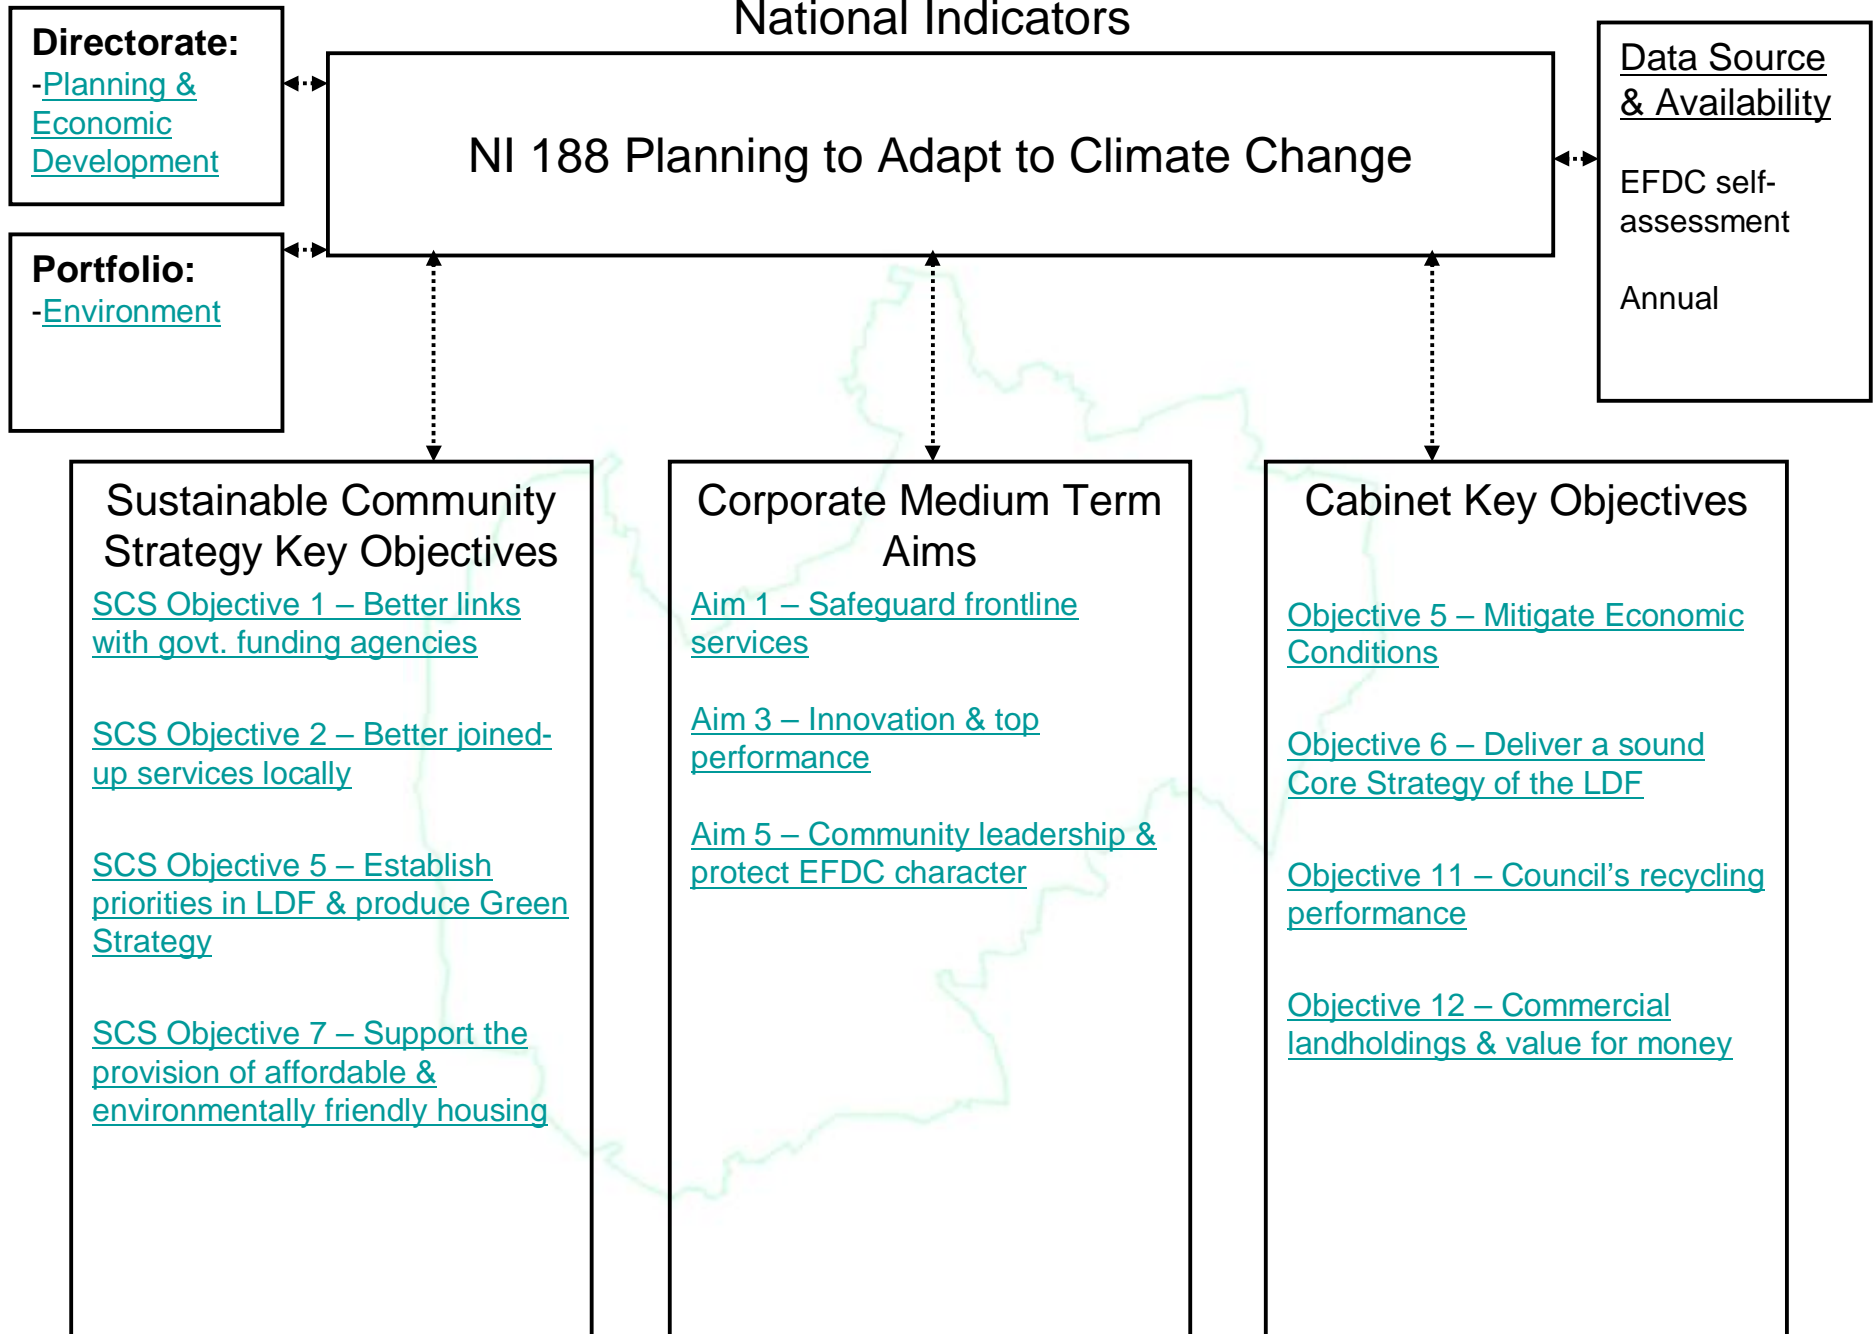 National Indicators
Directorate:
-Planning &
Economic
Development
NI 188 Planning to Adapt to Climate Change
Data Source
& Availability
EFDC self-
assessment
Annual
Portfolio:
-Environment
Sustainable Community
Strategy Key Objectives
SCS Objective 1 – Better links
with govt. funding agencies
SCS Objective 2 – Better joined-
up services locally
SCS Objective 5 – Establish
priorities in LDF & produce Green
Strategy
SCS Objective 7 – Support the
provision of affordable &
environmentally friendly housing
Corporate Medium Term
Aims
Aim 1 – Safeguard frontline
services
Aim 3 – Innovation & top
performance
Aim 5 – Community leadership &
protect EFDC character
Cabinet Key Objectives
Objective 5 – Mitigate Economic
Conditions
Objective 6 – Deliver a sound
Core Strategy of the LDF
Objective 11 – Council’s recycling
performance
Objective 12 – Commercial
landholdings & value for money